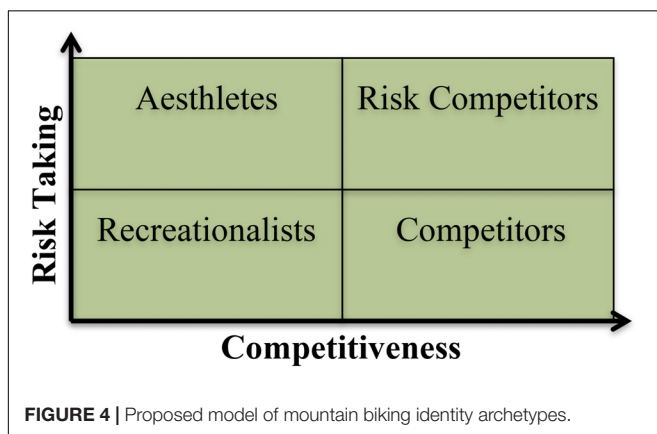 Risk Taking
Aesthletes
Risk Competitors
Recreationalists
Competitors
Competitiveness
FIGURE 4 | Proposed model of mountain biking identity archetypes.